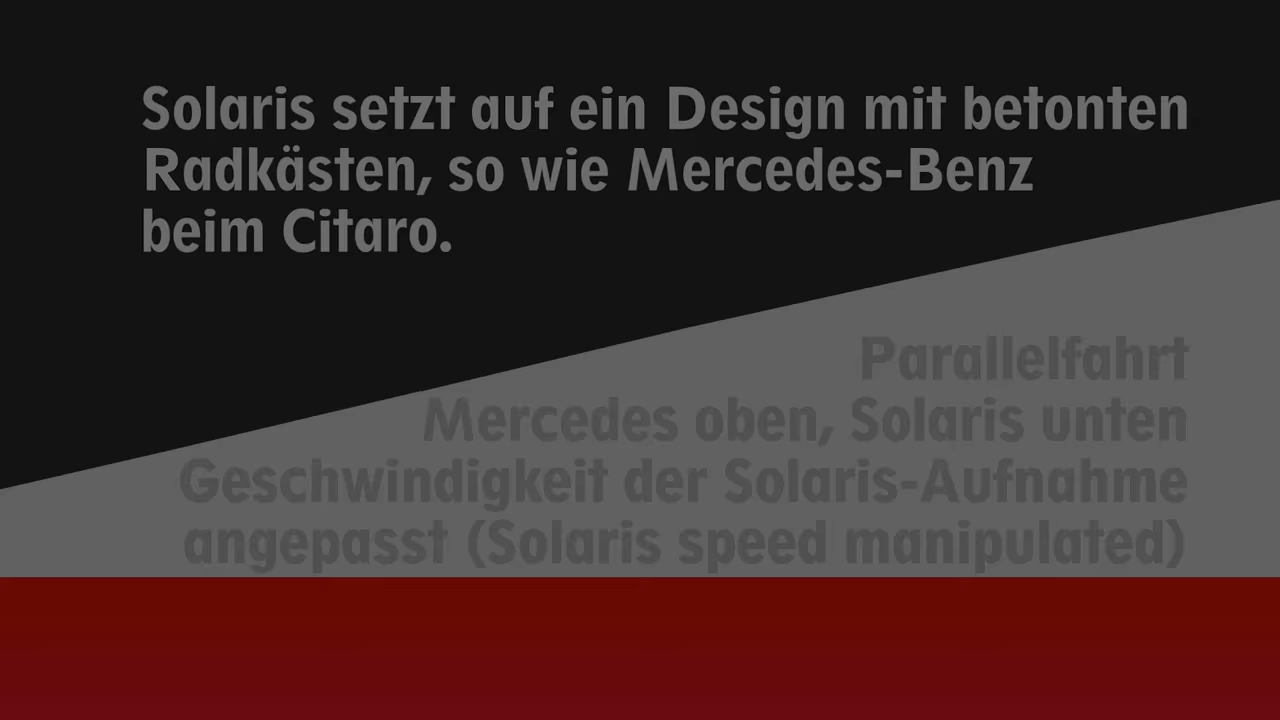 Solaris setzt auf ein Design mit betonten
Radkästen, so wie Mercedes-Benz
beim Citaro.
Parallelfahrt
Mercedes oben, Solaris unten
Geschwindigkeit der Solaris-Aufnahme
angepasst (Solaris speed manipulated)